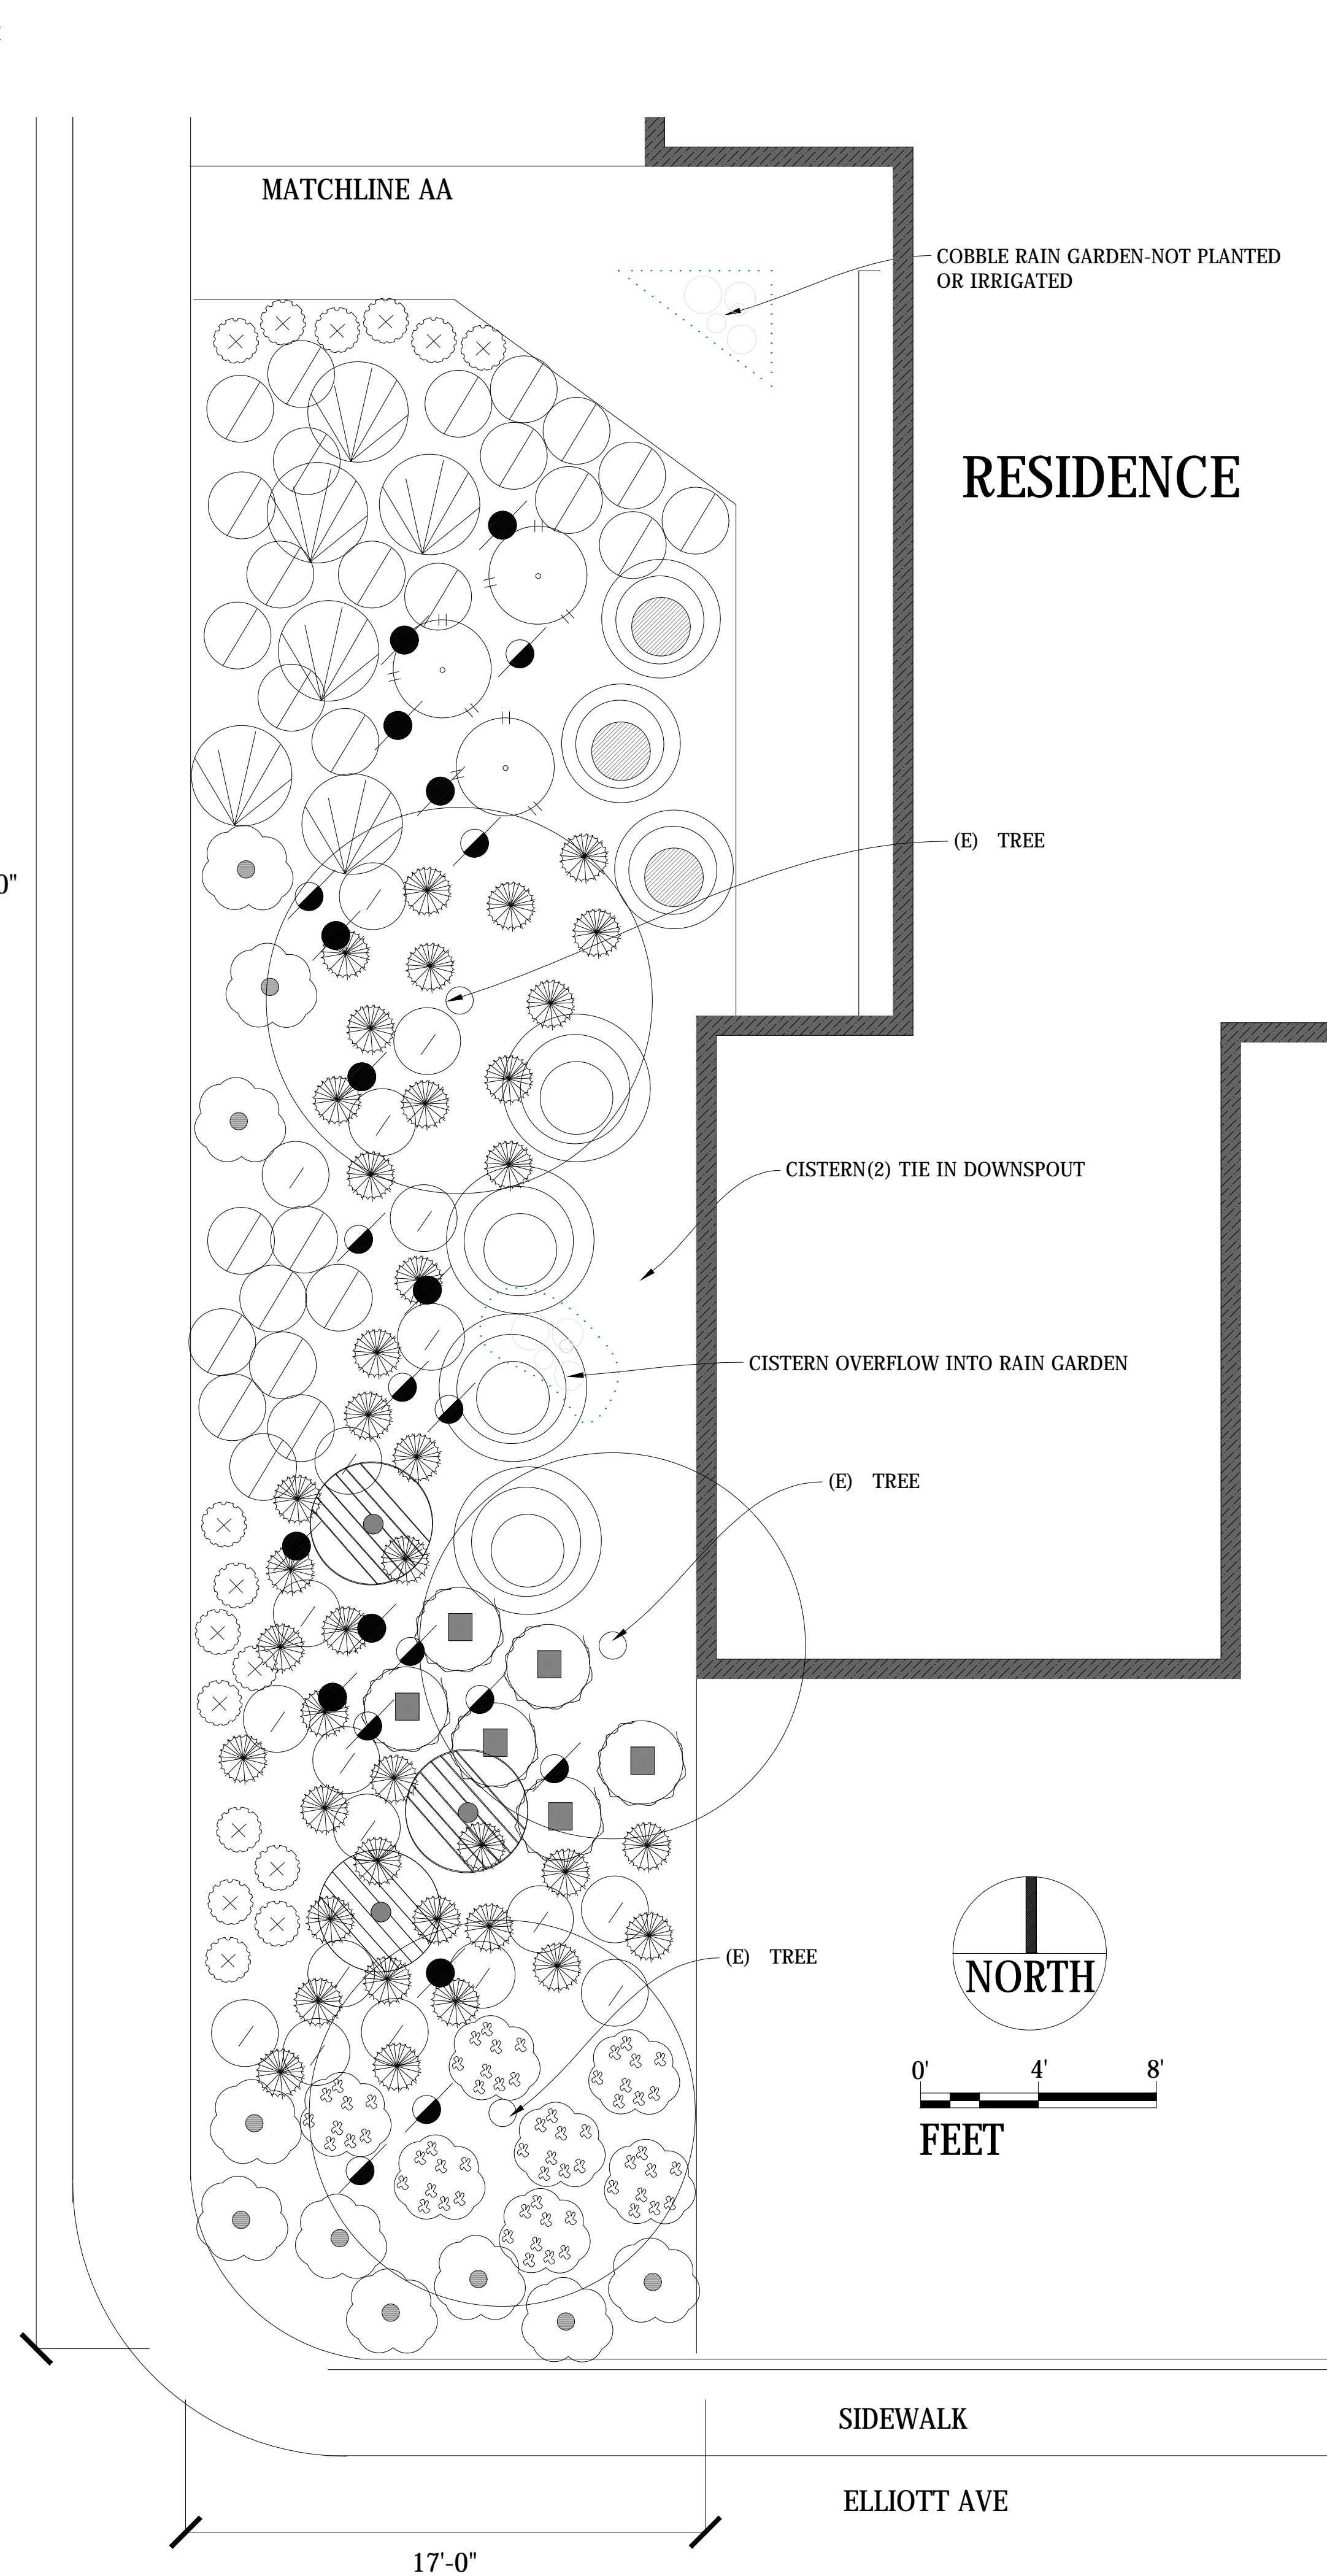 MATCHLINE AA
COBBLE RAIN GARDEN-NOT PLANTED
OR IRRIGATED
RESIDENCE
(E) TREE
0"
CISTERN(2) TIE IN DOWNSPOUT
CISTERN OVERFLOW INTO RAIN GARDEN
(E) TREE
(E) TREE
NORTH
0' 4' 8'
FEET
SIDEWALK
ELLIOTT AVE
17'-0"